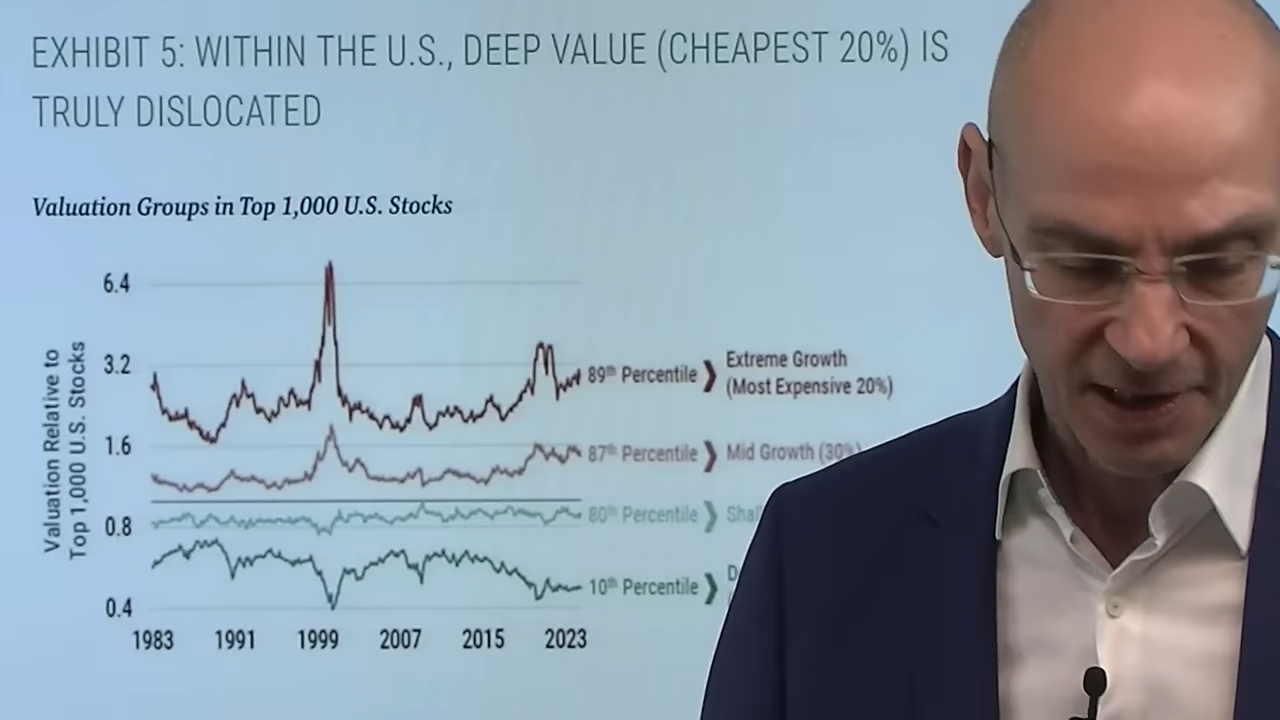 EXHIBIT 5: WITHIN THE U.S., DEEP VALUE (CHEAPEST 20%) IS
TRULY DISLOCATED
Valuation Groups in Top 1,000 U.S. Stocks
Valuation Relative to
Top 1,000 U.S. Stocks
6.4
3.2
1.6
0.8
0.4
1983 1991 1999 2007 2015 2023
89th Percentile
Extreme Growth
(Most Expensive 20%)
87th Percentile
Mid Growth (30%)
80th Percentile
10th Percentile